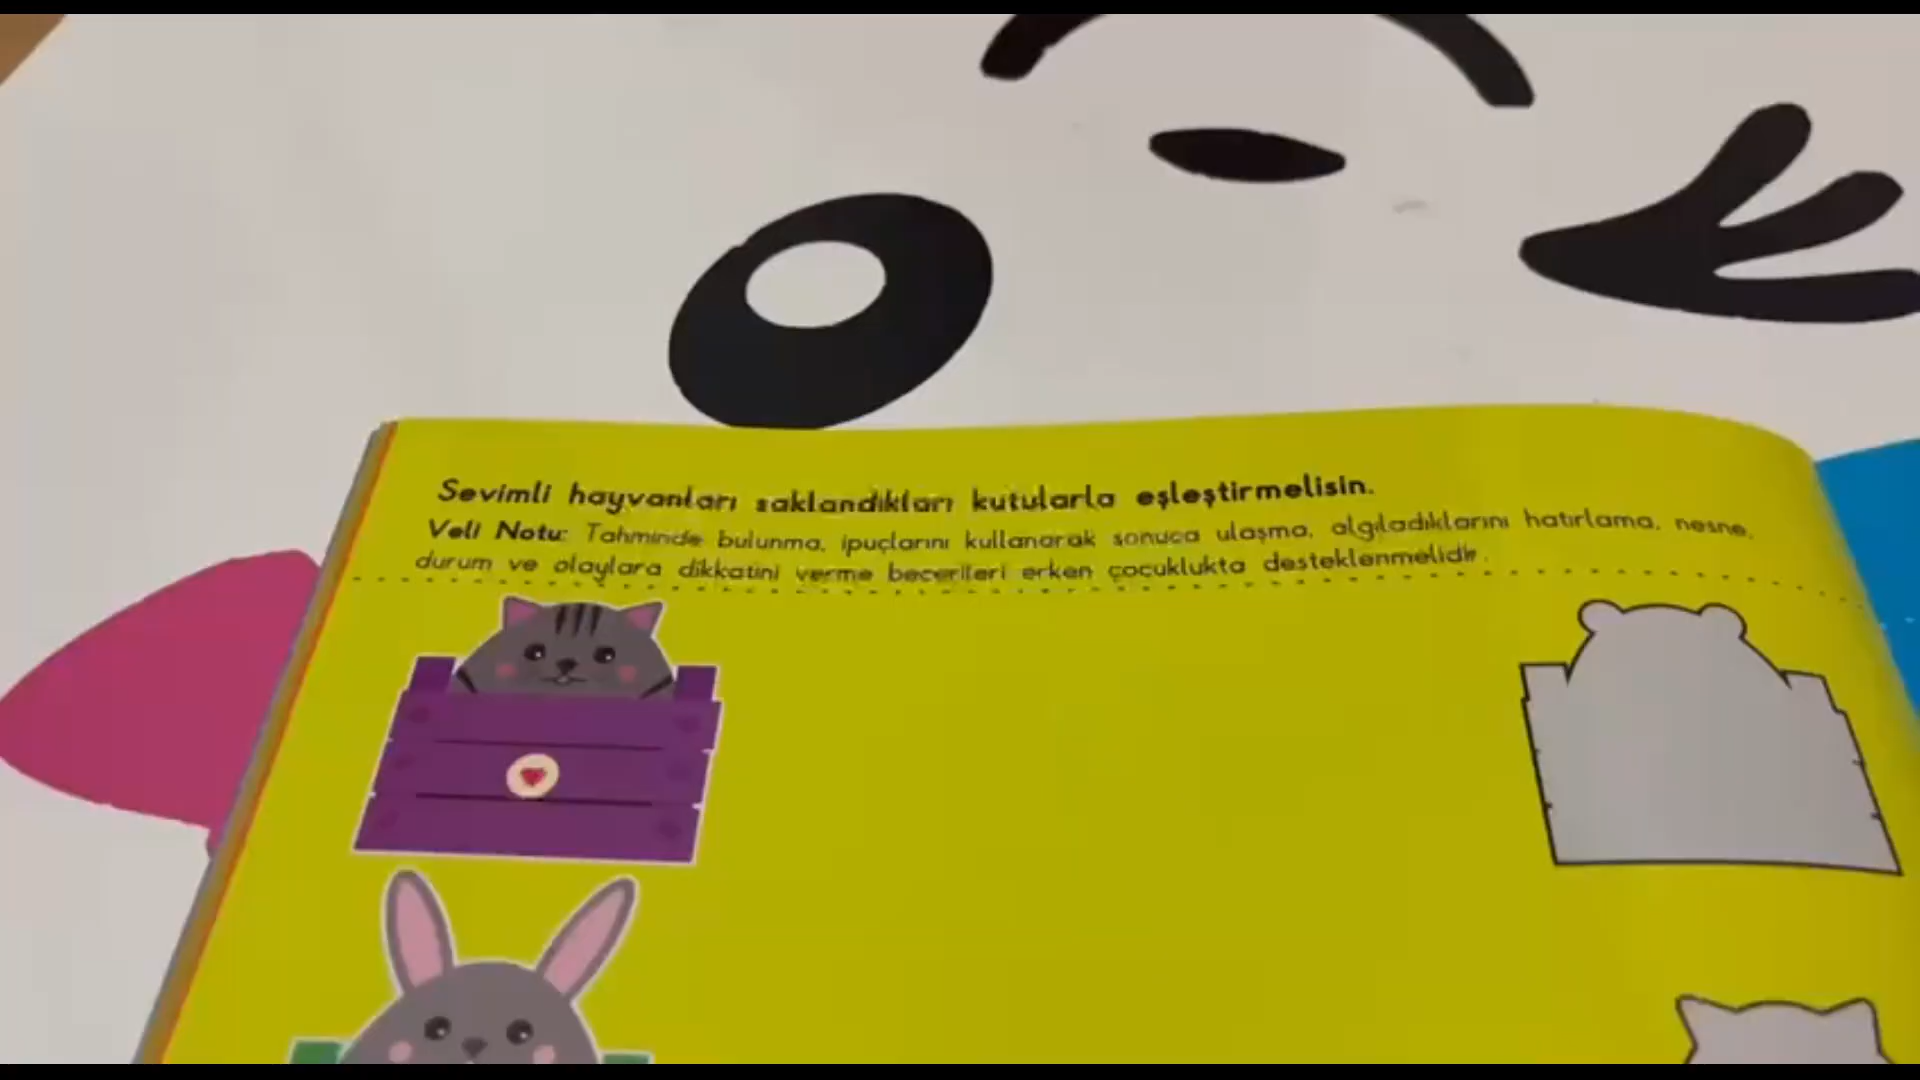 Sevimli hayvanları saklandıkları kutularla eşleştirmelisin.
Veli Notu: Tahminde bulunma, ipuçlarını kullanarak sonuca ulaşma, algıladıklarını hatırlama, nesne,
durum ve olaylara dikkatini verme becerileri erken çocuklukta desteklenmelidir.